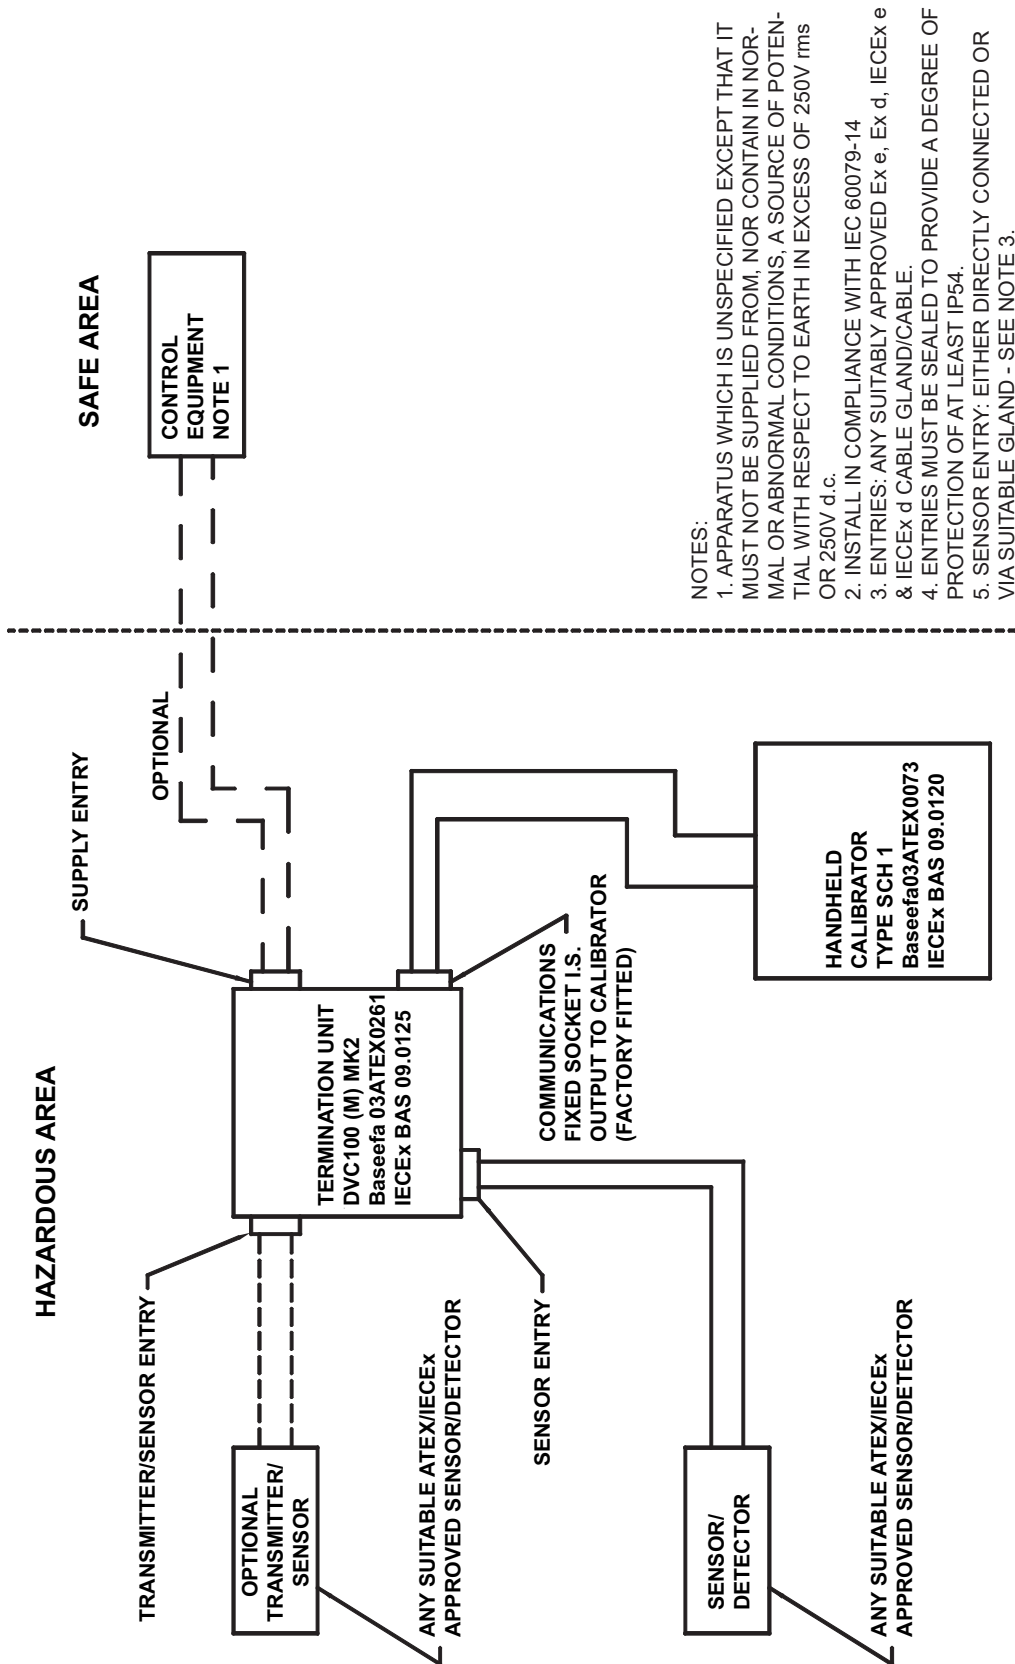 HAZARDOUS AREA
SAFE AREA
TRANSMITTER/SENSOR ENTRY
SUPPLY ENTRY
OPTIONAL
CONTROL
EQUIPMENT
NOTE 1
OPTIONAL
TRANSMITTER/
SENSOR
TERMINATION UNIT
DVC100 (M) MK2
Baseefa 03ATEX0261
IECEx BAS 09.0125
ANY SUITABLE ATEX/IECEx
APPROVED SENSOR/DETECTOR
SENSOR ENTRY
COMMUNICATIONS
FIXED SOCKET I.S.
OUTPUT TO CALIBRATOR
(FACTORY FITTED)
SENSOR/
DETECTOR
HANDHELD
CALIBRATOR
TYPE SCH 1
Baseefa03ATEX0073
IECEx BAS 09.0120
ANY SUITABLE ATEX/IECEx
APPROVED SENSOR/DETECTOR
NOTES:
1. APPARATUS WHICH IS UNSPECIFIED EXCEPT THAT IT
MUST NOT BE SUPPLIED FROM, NOR CONTAIN IN NOR-
MAL OR ABNORMAL CONDITIONS, A SOURCE OF POTEN-
TIAL WITH RESPECT TO EARTH IN EXCESS OF 250V rms
OR 250V d.c.
2. INSTALL IN COMPLIANCE WITH IEC 60079-14
3. ENTRIES: ANY SUITABLY APPROVED Ex e, Ex d, IECEx e
& IECEx d CABLE GLAND/CABLE.
4. ENTRIES MUST BE SEALED TO PROVIDE A DEGREE OF
PROTECTION OF AT LEAST IP54.
5. SENSOR ENTRY: EITHER DIRECTLY CONNECTED OR
VIA SUITABLE GLAND - SEE NOTE 3.